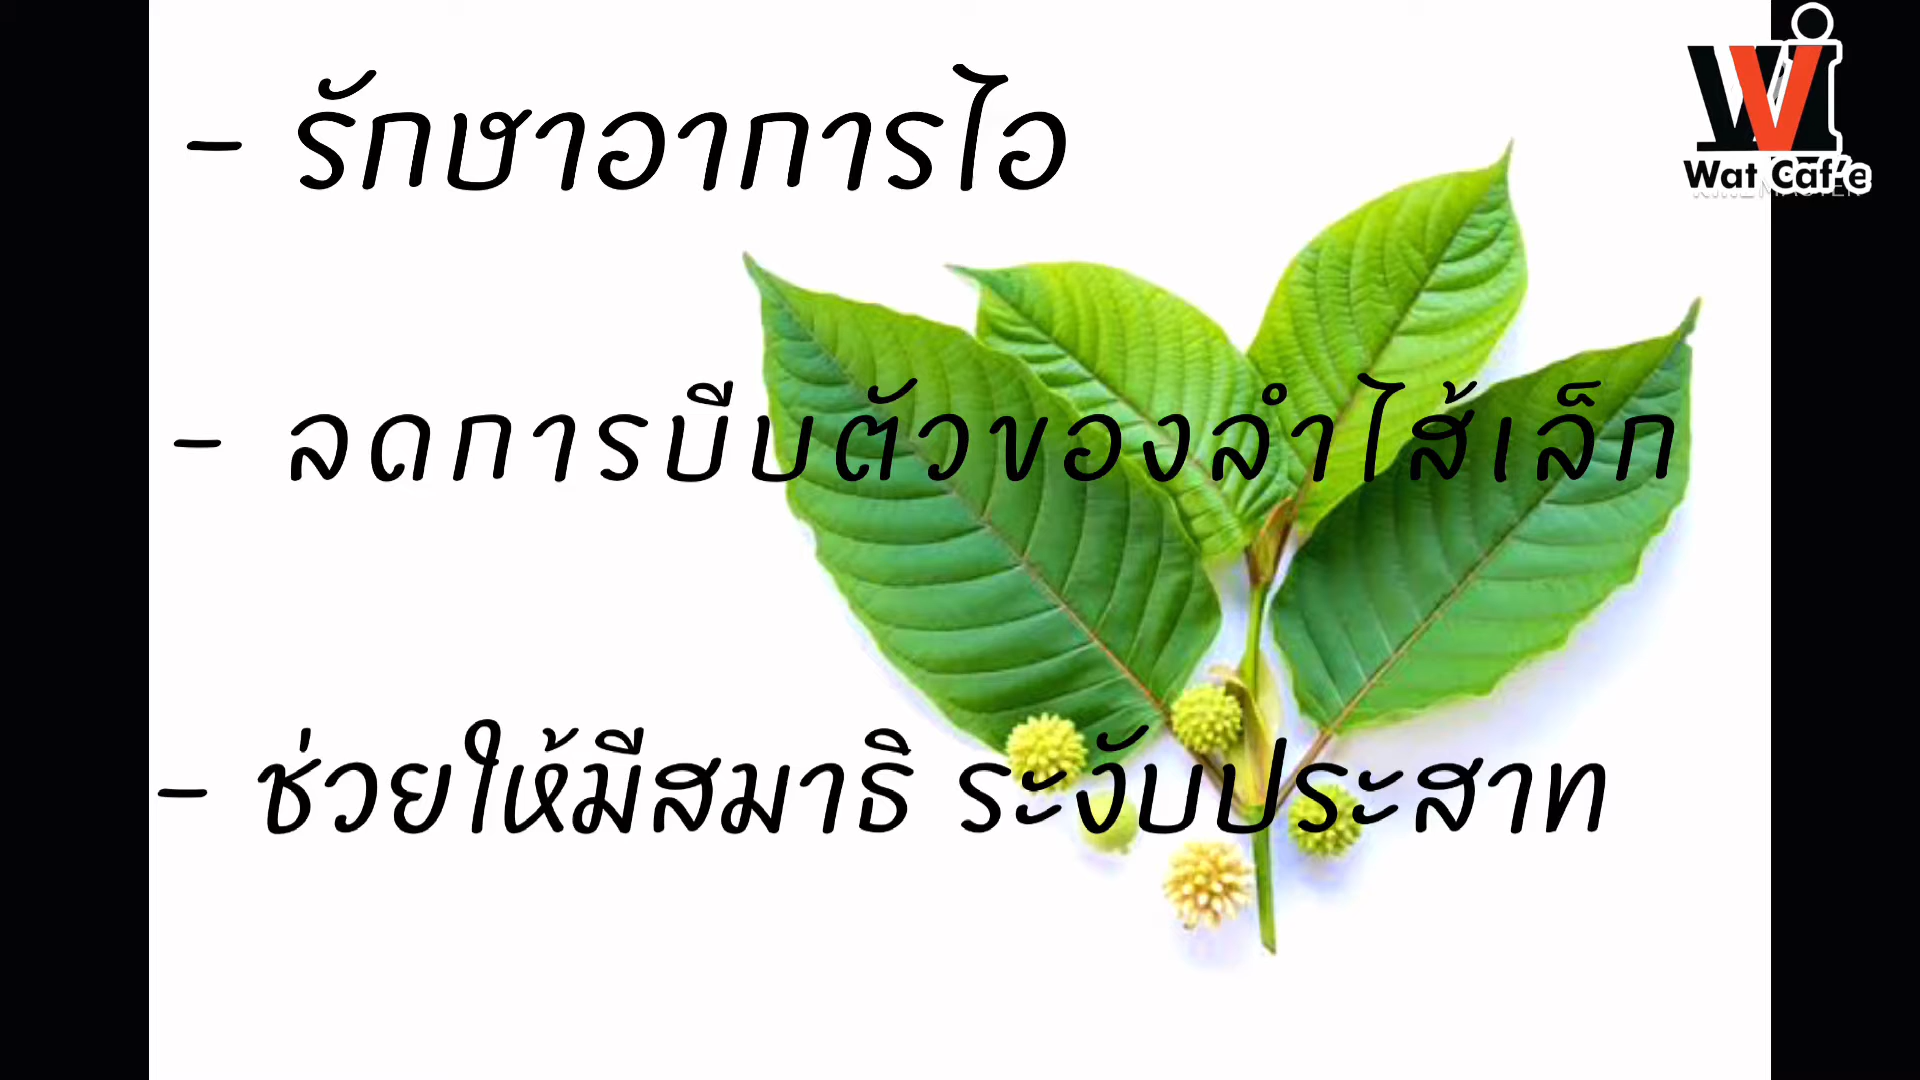 - รักษาอาการไอ
Wat Caf'e
- ลดการบีบตัวของลำไส้เล็ก
- ช่วยให้มีสมาธิ ระงับประสาท